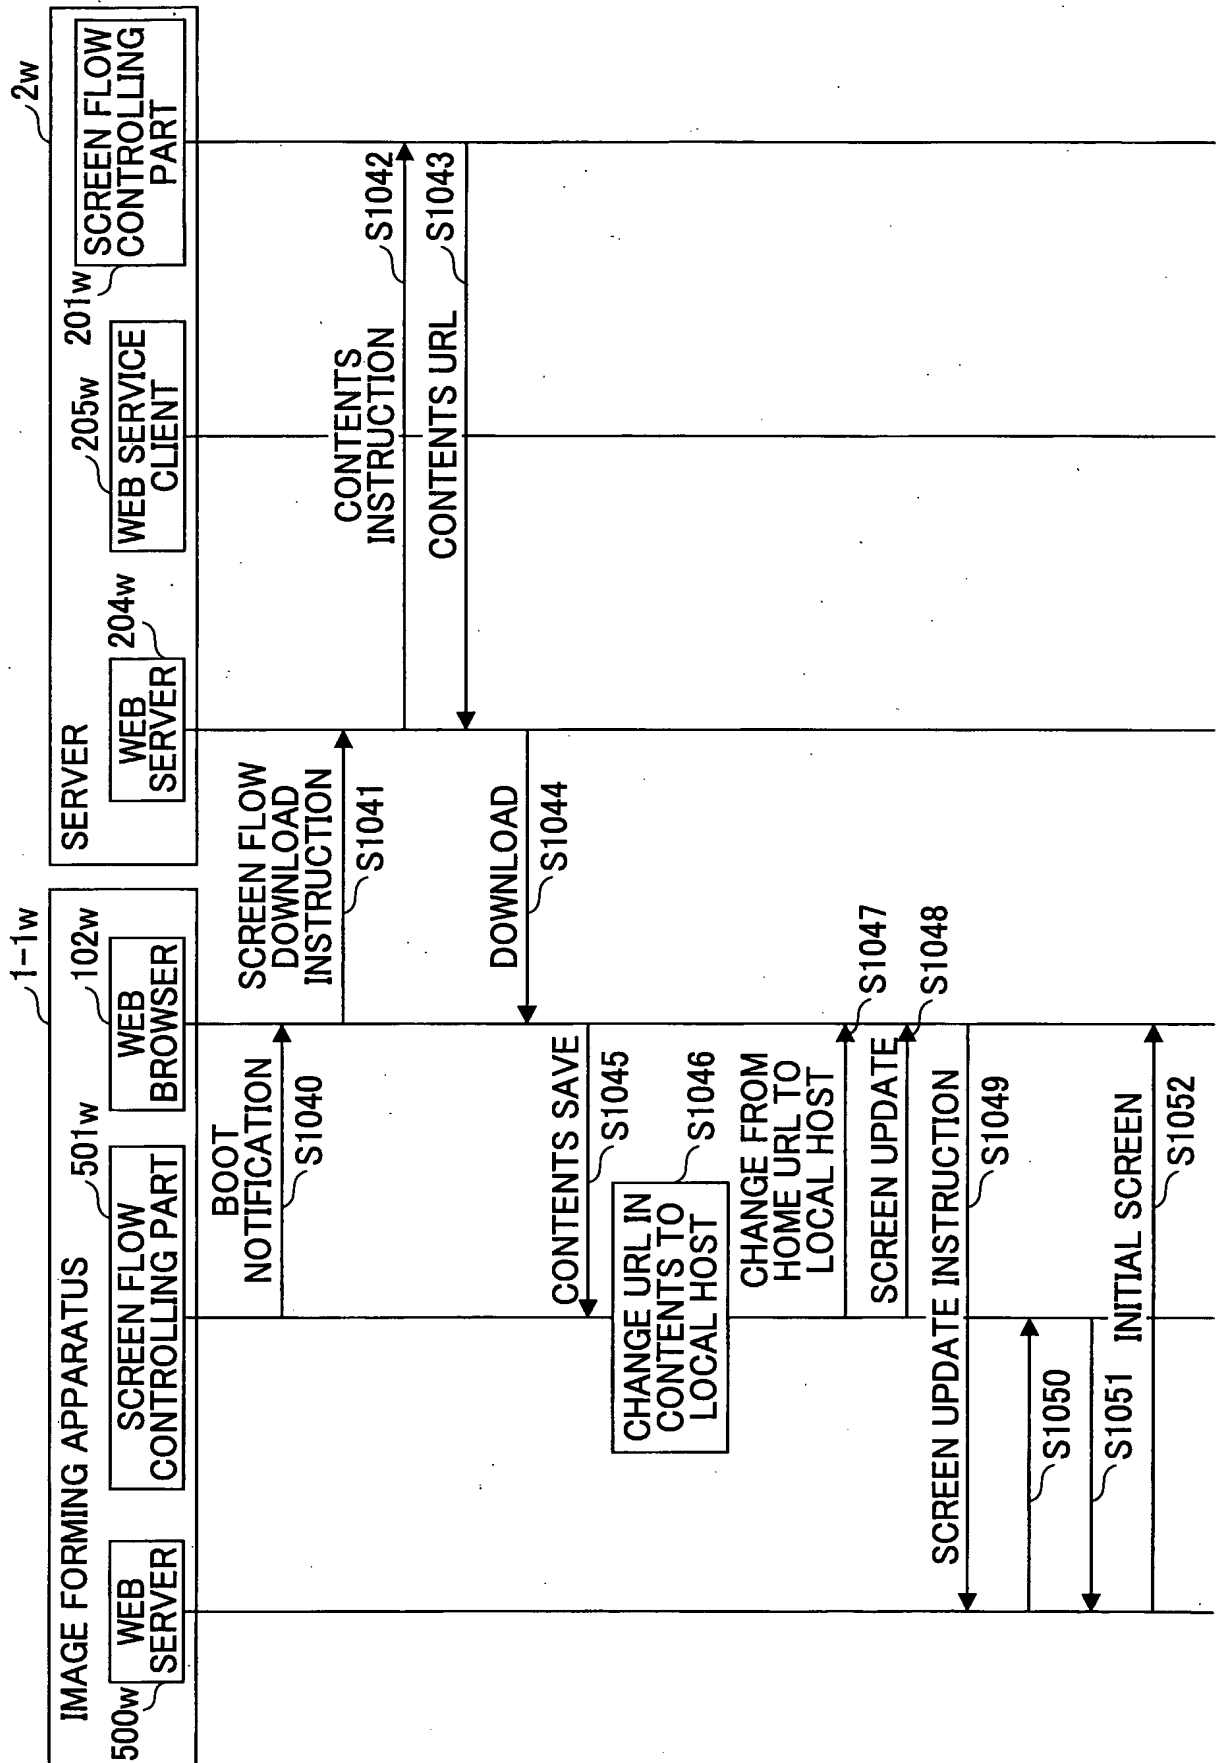 1-1w
IMAGE FORMING APPARATUS
500w
WEB
SERVER
501w
SCREEN FLOW
CONTROLLING PART
102w
WEB
BROWSER
2w
SERVER
204w
WEB
SERVER
205w
WEB SERVICE
CLIENT
201w
SCREEN FLOW
CONTROLLING
PART
BOOT
NOTIFICATION
S1040
SCREEN FLOW
DOWNLOAD
INSTRUCTION
S1041
CONTENTS
INSTRUCTION
S1042
CONTENTS URL
S1043
DOWNLOAD
S1044
CONTENTS SAVE
S1045
CHANGE URL IN
CONTENTS TO
LOCAL HOST
S1046
CHANGE FROM
HOME URL TO
LOCAL HOST
S1047
SCREEN UPDATE
S1048
SCREEN UPDATE INSTRUCTION
S1049
S1050
S1051
INITIAL SCREEN
S1052